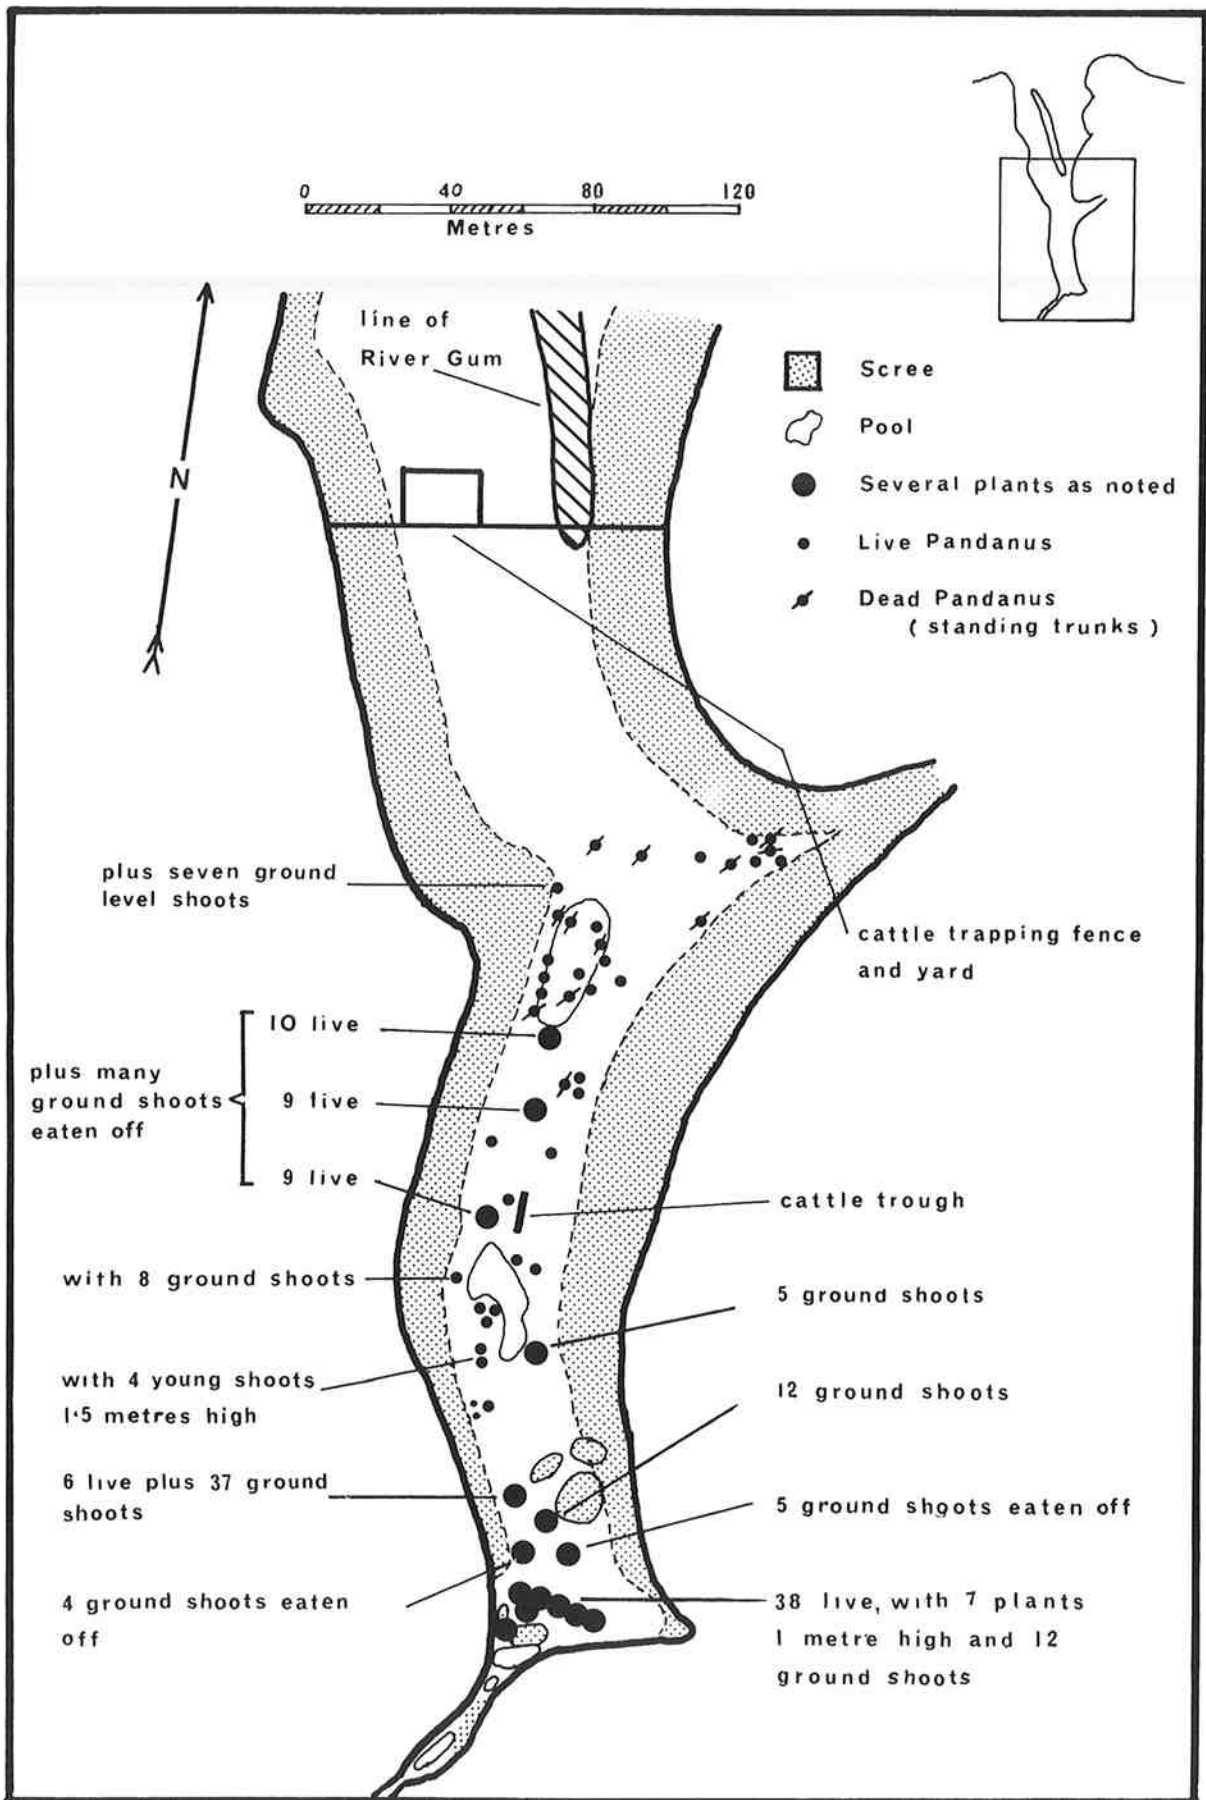 0 40 80 120
Metres
line of
River Gum
N
Scree
Pool
Several plants as noted
Live Pandanus
Dead Pandanus
( standing trunks )
plus seven ground
level shoots
cattle trapping fence
and yard
10 live
plus many
ground shoots
eaten off
9 live
9 live
cattle trough
with 8 ground shoots
5 ground shoots
with 4 young shoots
1·5 metres high
12 ground shoots
6 live plus 37 ground
shoots
5 ground shoots eaten off
4 ground shoots eaten
off
38 live, with 7 plants
1 metre high and 12
ground shoots